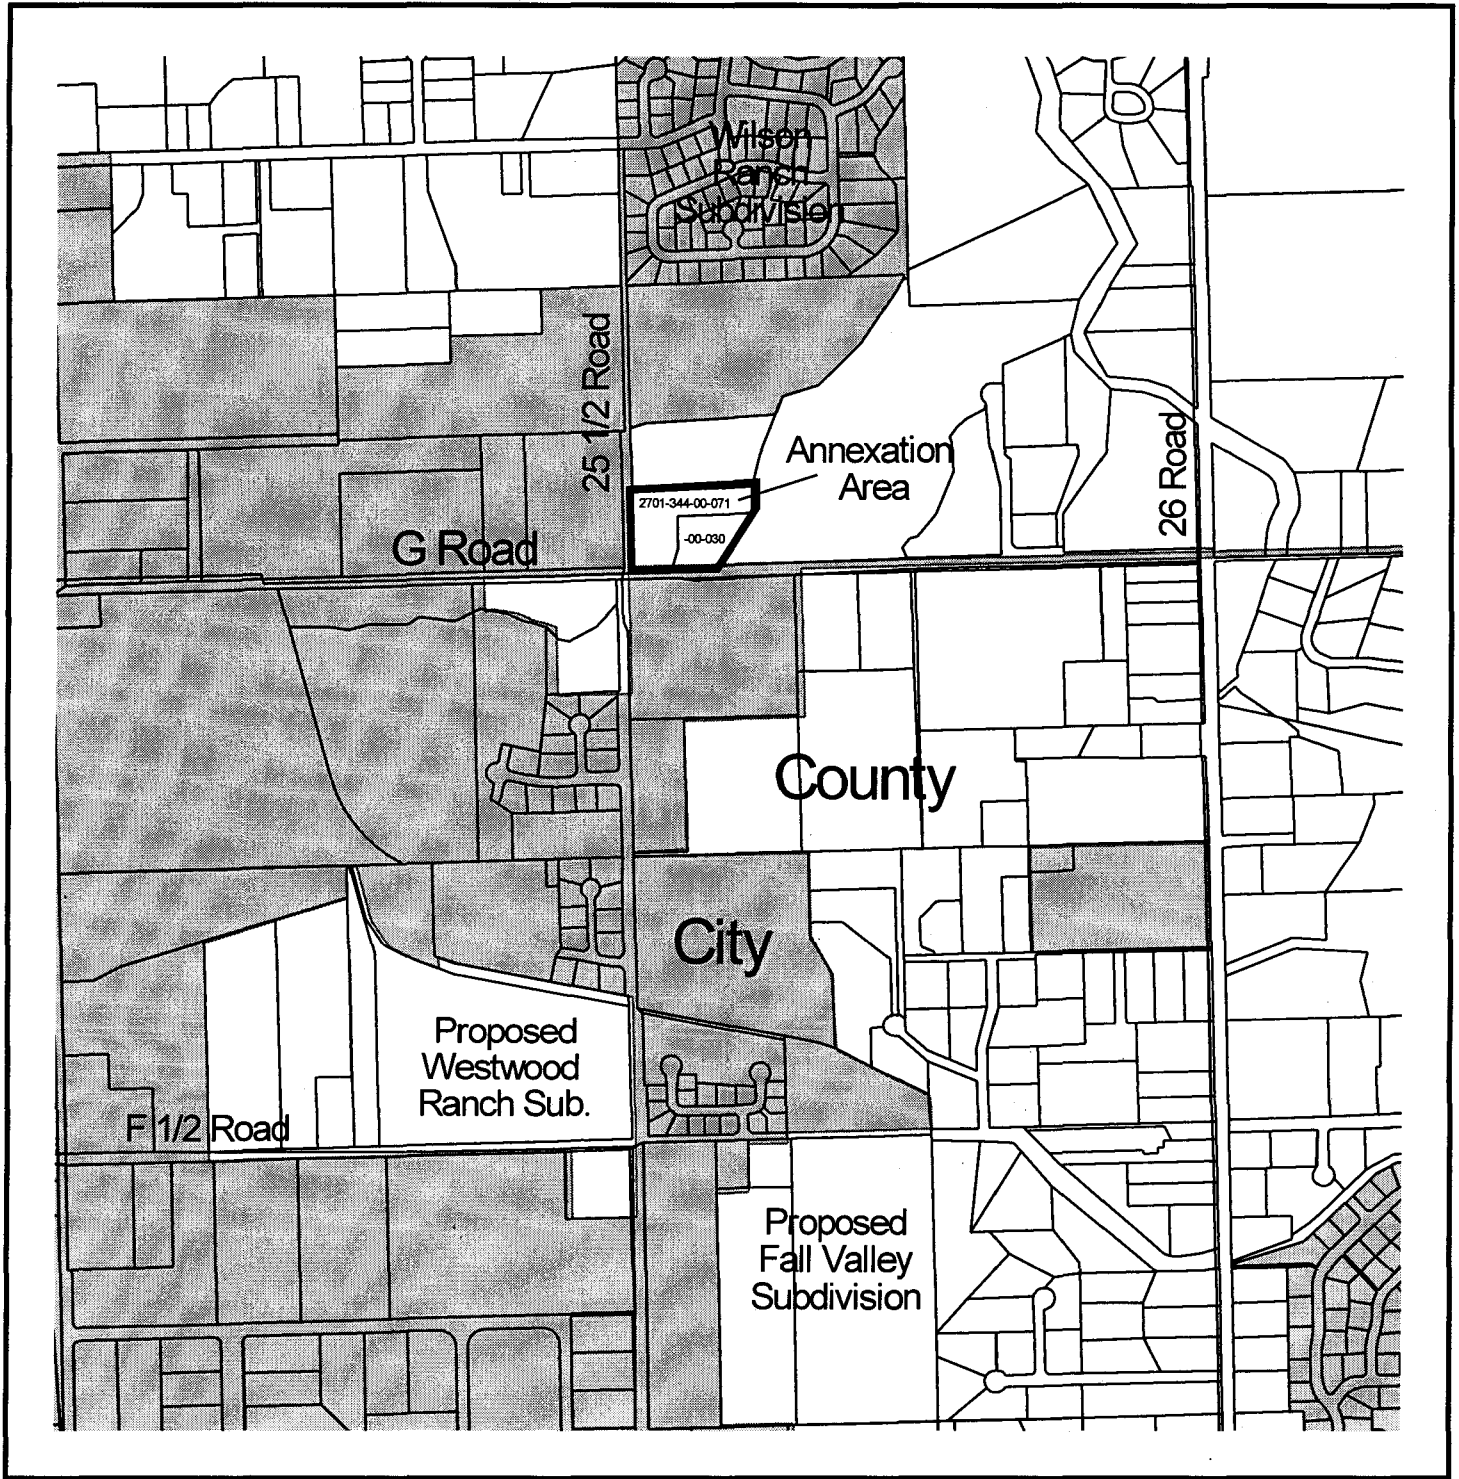 Wilson
Ranch
Subdivision
25 1/2 Road
Annexation
Area
2701-344-00-071
-00-030
26 Road
G Road
County
City
Proposed
Westwood
Ranch Sub.
F 1/2 Road
Proposed
Fall Valley
Subdivision